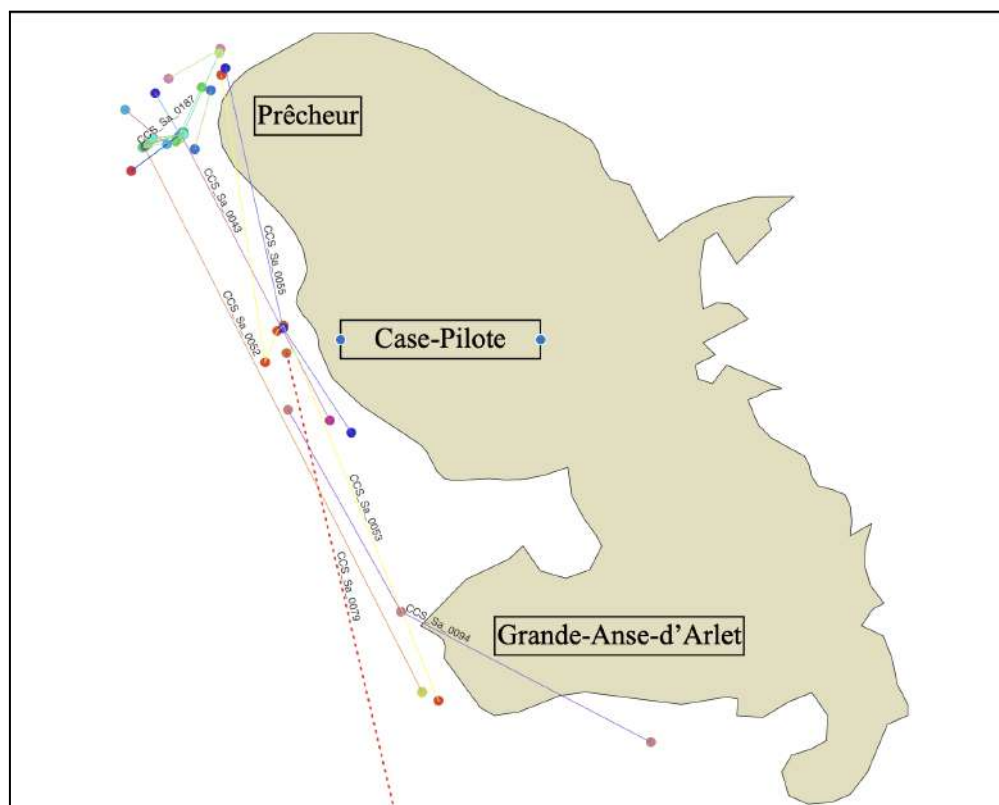 CCS_Sa_0187
Prêcheur
CCS_Sa_0043
CCS_Sa_0055
CCS_Sa_0052
Case-Pilote
CCS_Sa_0053
CCS_Sa_0079
CCS_Sa_0094
Grande-Anse-d'Arlet